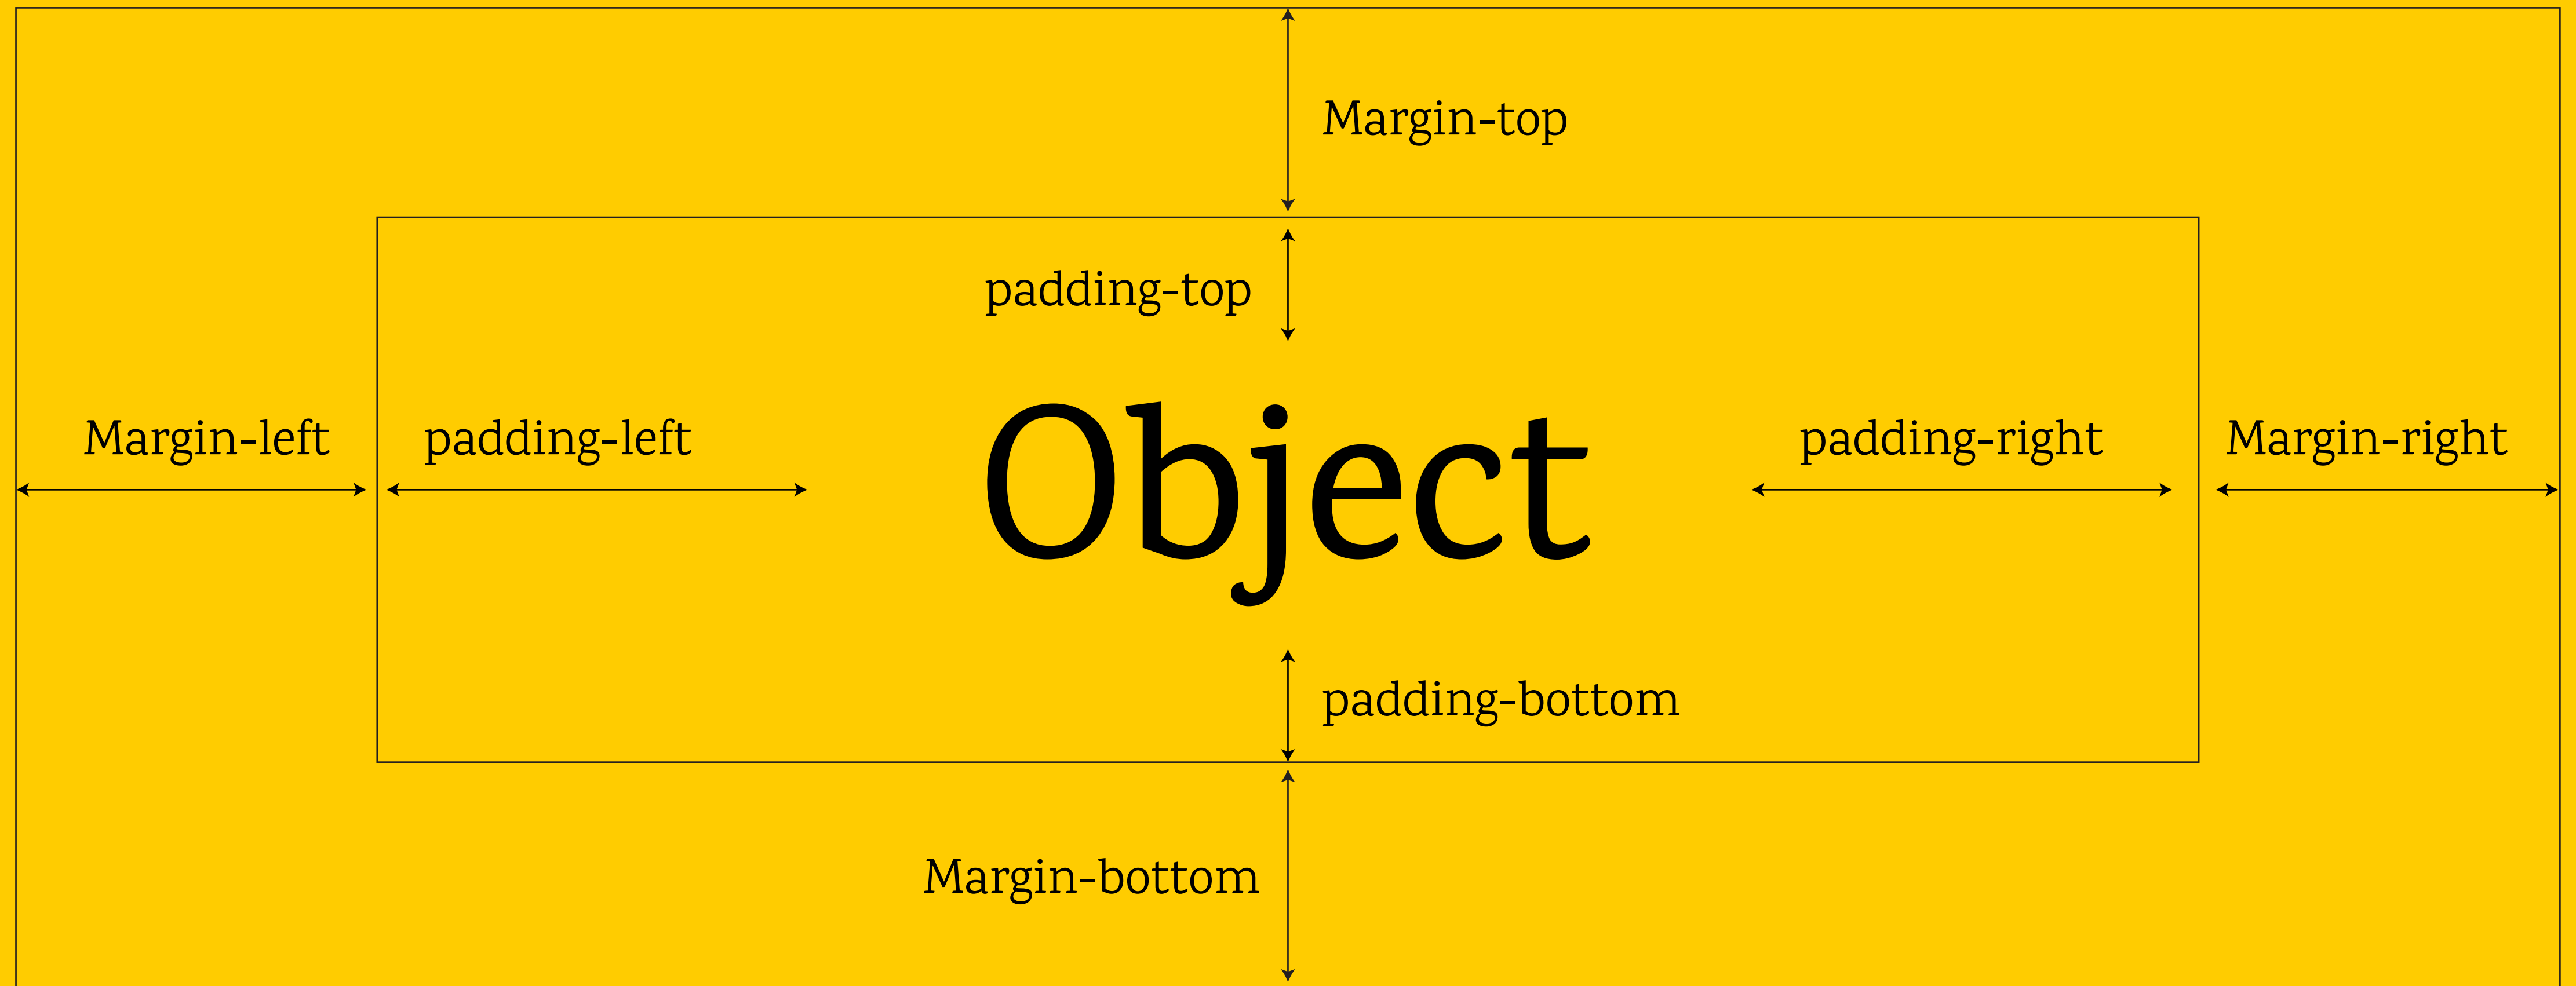 Margin-top
padding-top
Margin-left
padding-left
Object
padding-right
Margin-right
padding-bottom
Margin-bottom